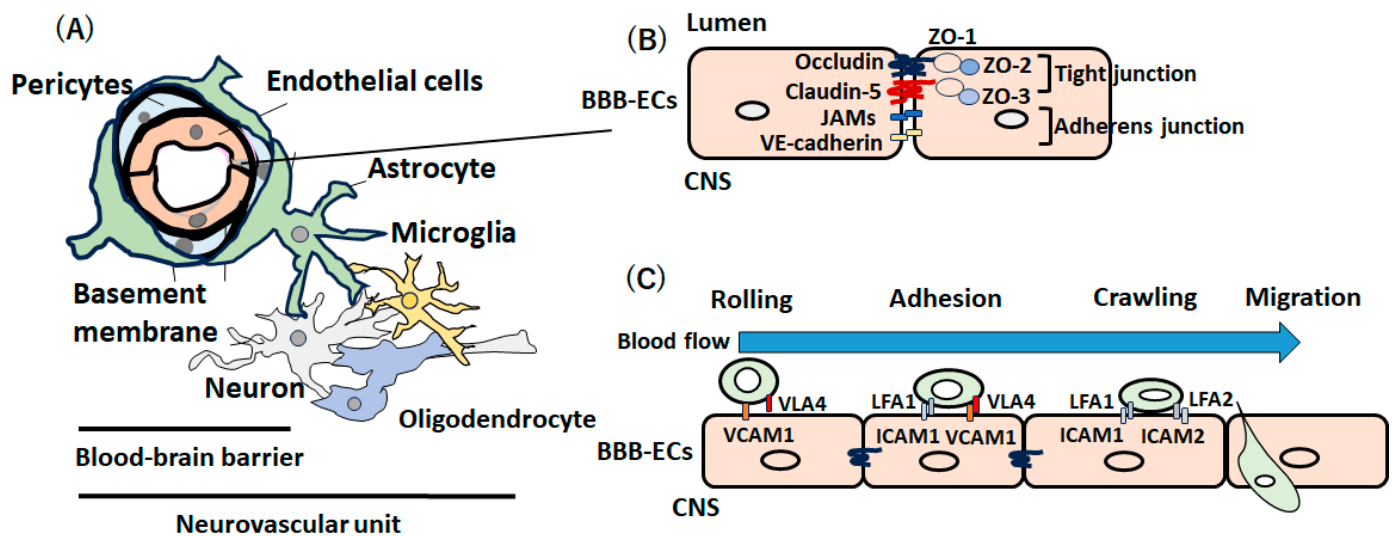 (A)
Pericytes
Endothelial cells
Astrocyte
Microglia
Basement
membrane
Neuron
Oligodendrocyte
Blood-brain barrier
Neurovascular unit
(B)
Lumen
BBB-ECs
ZO-1
Occludin
ZO-2
Tight junction
Claudin-5
ZO-3
JAMs
Adherens junction
VE-cadherin
CNS
(C)
Rolling
Adhesion
Crawling
Migration
Blood flow
VLA4
LFA1
VLA4
LFA1
LFA2
VCAM1
ICAM1
VCAM1
ICAM1
ICAM2
BBB-ECs
CNS